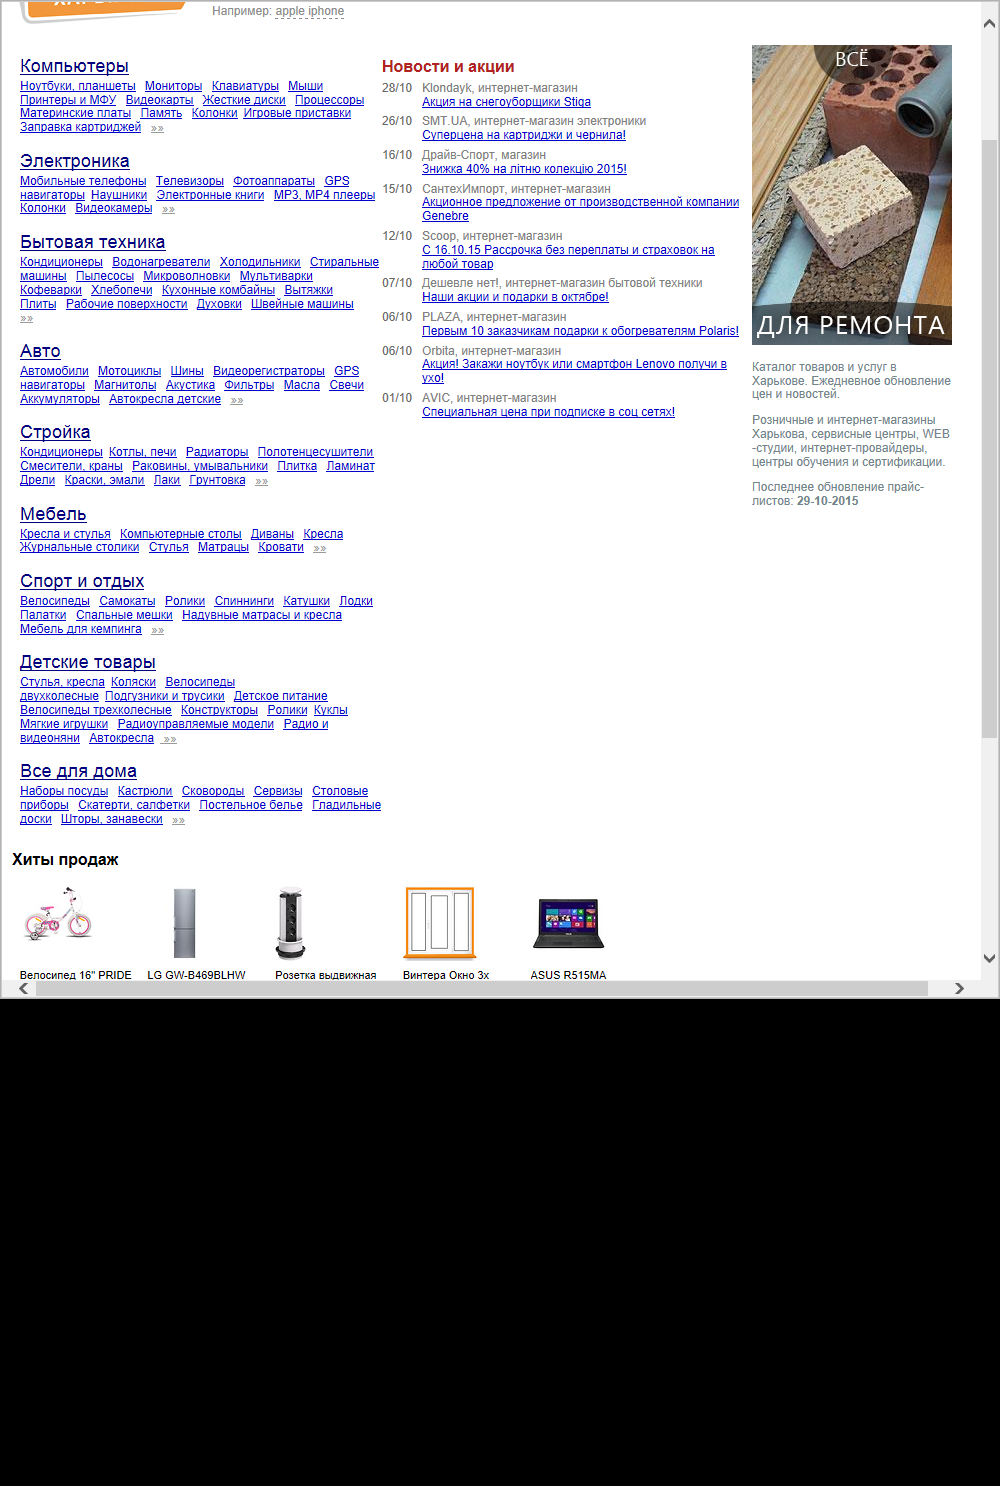 Например: apple iphone
Компьютеры
Ноутбуки, планшеты Мониторы Клавиатуры Мыши
Принтеры и МФУ Видеокарты Жесткие диски Процессоры
Материнские платы Память Колонки Игровые приставки
Заправка картриджей »»
Электроника
Мобильные телефоны Телевизоры Фотоаппараты GPS
навигаторы Наушники Электронные книги MP3, MP4 плееры
Колонки Видеокамеры »»
Бытовая техника
Кондиционеры Водонагреватели Холодильники Стиральные
машины Пылесосы Микроволновки Мультиварки
Кофеварки Хлебопечи Кухонные комбайны Вытяжки
Плиты Рабочие поверхности Духовки Швейные машины
»»
Авто
Автомобили Мотоциклы Шины Видеорегистраторы GPS
навигаторы Магнитолы Акустика Фильтры Масла Свечи
Аккумуляторы Автокресла детские »»
Стройка
Кондиционеры Котлы, печи Радиаторы Полотенцесушители
Смесители, краны Раковины, умывальники Плитка Ламинат
Дрели Краски, эмали Лаки Грунтовка »»
Мебель
Кресла и стулья Компьютерные столы Диваны Кресла
Журнальные столики Стулья Матрацы Кровати »»
Спорт и отдых
Велосипеды Самокаты Ролики Спиннинги Катушки Лодки
Палатки Спальные мешки Надувные матрасы и кресла
Мебель для кемпинга »»
Детские товары
Стулья, кресла Коляски Велосипеды
двухколесные Подгузники и трусики Детское питание
Велосипеды трехколесные Конструкторы Ролики Куклы
Мягкие игрушки Радиоуправляемые модели Радио и
видеоняни Автокресла »»
Все для дома
Наборы посуды Кастрюли Сковороды Сервизы Столовые
приборы Скатерти, салфетки Постельное белье Гладильные
доски Шторы, занавески »»
Новости и акции
28/10 Klondayk, интернет-магазин
Акция на снегоуборщики Stiga
26/10 SMT.UA, интернет-магазин электроники
Суперцена на картриджи и чернила!
16/10 Драйв-Спорт, магазин
Знижка 40% на літню колекцію 2015!
15/10 СантехИмпорт, интернет-магазин
Акционное предложение от производственной компании
Genebre
12/10 Scoop, интернет-магазин
С 16.10.15 Рассрочка без переплаты и страховок на
любой товар
07/10 Дешевле нет!, интернет-магазин бытовой техники
Наши акции и подарки в октябре!
06/10 PLAZA, интернет-магазин
Первым 10 заказчикам подарки к обогревателям Polaris!
06/10 Orbita, интернет-магазин
Акция! Закажи ноутбук или смартфон Lenovo получи в
ухо!
01/10 AVIC, интернет-магазин
Специальная цена при подписке в соц сетях!
ВСЁ
ДЛЯ РЕМОНТА
Каталог товаров и услуг в
Харькове. Ежедневное обновление
цен и новостей.
Розничные и интернет-магазины
Харькова, сервисные центры, WEB
-студии, интернет-провайдеры,
центры обучения и сертификации.
Последнее обновление прайс-
листов: 29-10-2015
Хиты продаж
Велосипед 16" PRIDE
LG GW-B469BLHW
Розетка выдвижная
Винтера Окно 3х
ASUS R515MA